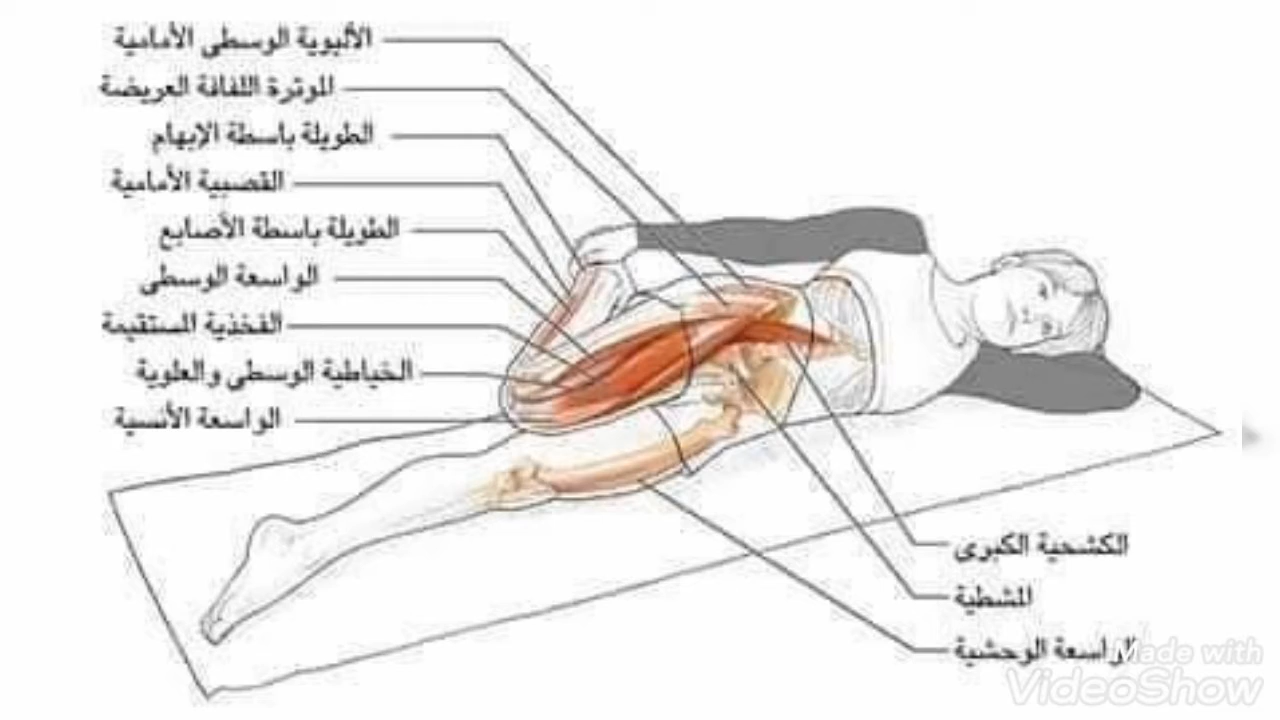 الألبوية الوسطى الأمامية
الموترة اللفافة العريضة
الطويلة باسطة الإبهام
القصبية الأمامية
الطويلة باسطة الأصابع
الواسعة الوسطى
الفخذية المستقيمة
الخياطية الوسطى والعلوية
الواسعة الأنسية
الكشحية الكبرى
المشطية
الواسعة الوحشية
Made with
VideoShow